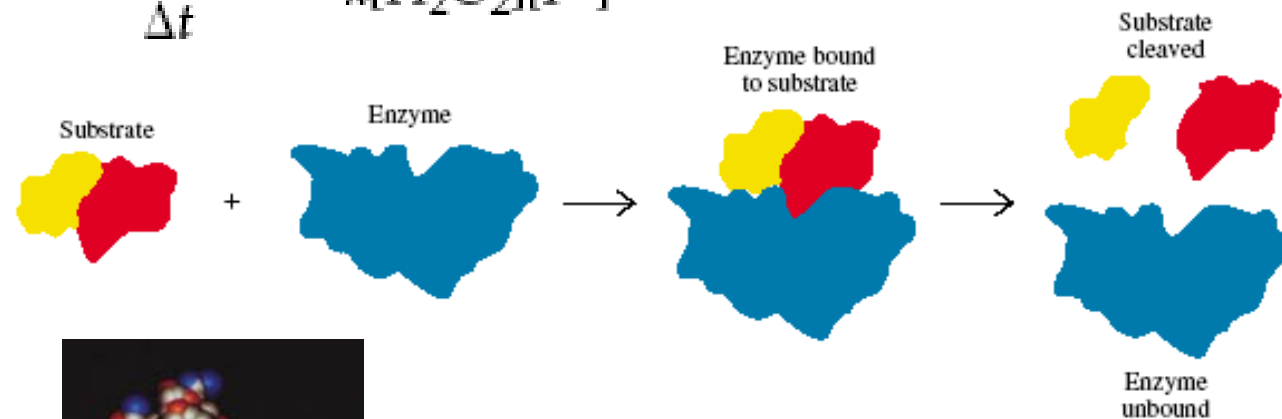 Δt
Substrate
+
Enzyme
Enzyme bound
to substrate
Substrate
cleaved
Enzyme
unbound